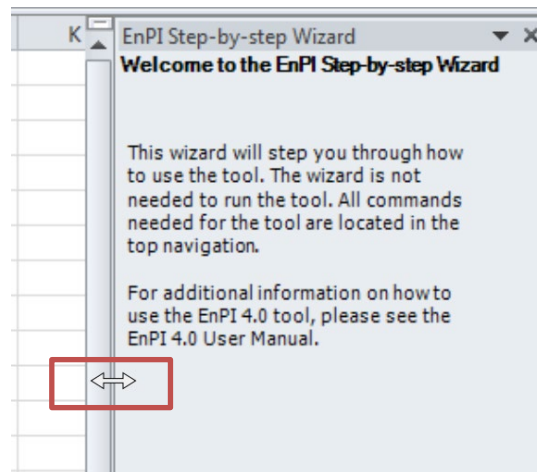 K
EnPI Step-by-step Wizard
Welcome to the EnPI Step-by-step Wizard
This wizard will step you through how
to use the tool. The wizard is not
needed to run the tool. All commands
needed for the tool are located in the
top navigation.
For additional information on how to
use the EnPI 4.0 tool, please see the
EnPI 4.0 User Manual.